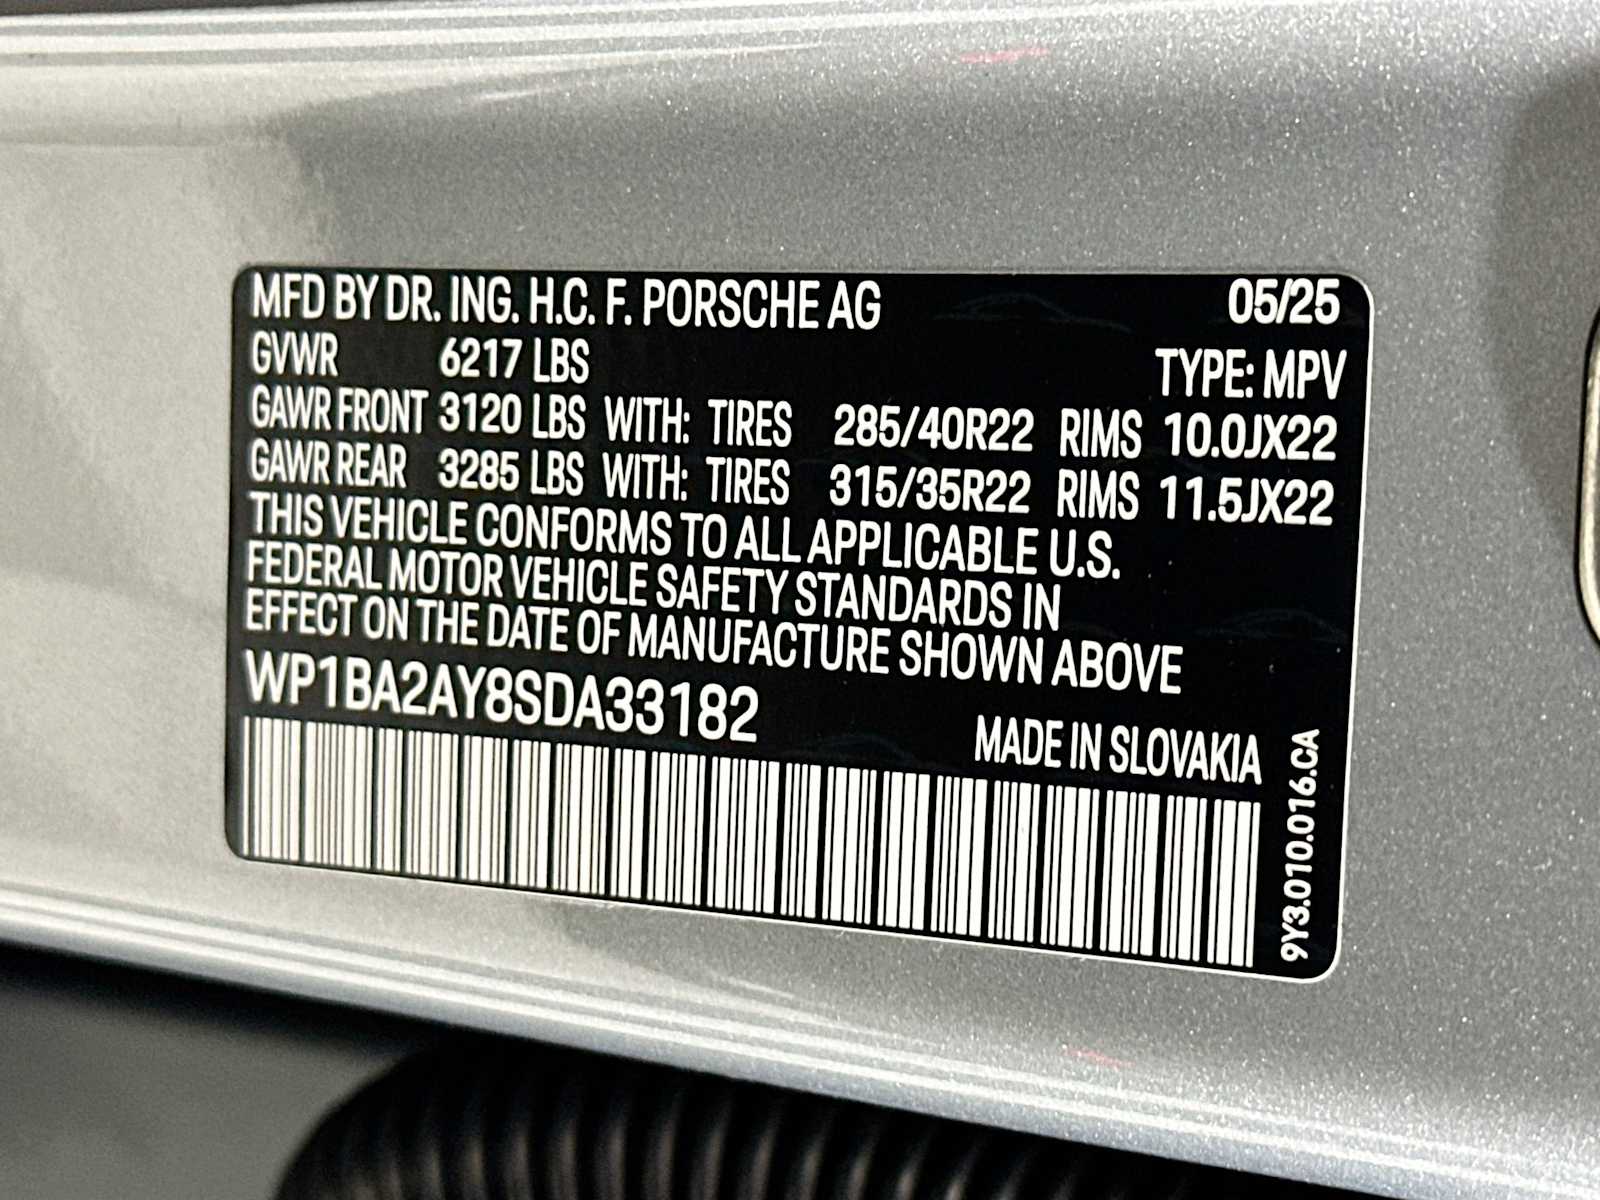 MFD BY DR. ING. H.C. F. PORSCHE AG 05/25
GVWR 6217 LBS TYPE: MPV
GAWR FRONT 3120 LBS WITH: TIRES 285/40R22 RIMS 10.0JX22
GAWR REAR 3285 LBS WITH: TIRES 315/35R22 RIMS 11.5JX22
THIS VEHICLE CONFORMS TO ALL APPLICABLE U.S.
FEDERAL MOTOR VEHICLE SAFETY STANDARDS IN
EFFECT ON THE DATE OF MANUFACTURE SHOWN ABOVE
WP1BA2AY8SDA33182
MADE IN SLOVAKIA
9Y3.010.016.CA